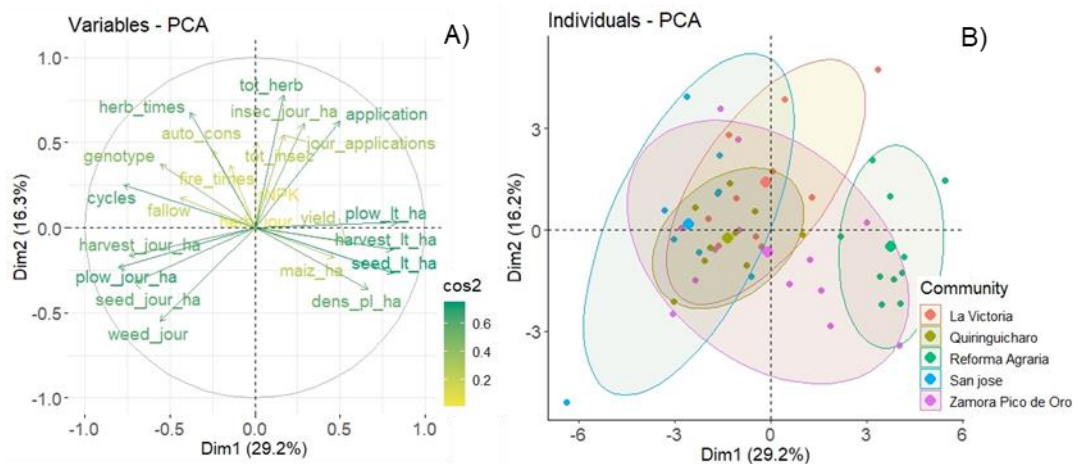 Variables - PCA
A)
1.0
0.5
0.0
-0.5
-1.0
Dim2 (16.3%)
tot_herb
herb_times
insec_jour_ha
application
auto_cons
jour_applications
genotype
tot_insec
fire_times
cycles
NPK
fallow
yield
plow_lt_ha
harvest_jour_ha
harvest_lt_ha
plow_jour_ha
maiz_ha
seed_lt_ha
seed_jour_ha
dens_pl_ha
weed_jour
cos2
0.6
0.4
0.2
-1.0 -0.5 0.0 0.5 1.0
Dim1 (29.2%)
Individuals - PCA
B)
3
0
-3
Dim2 (16.2%)
Community
La Victoria
Quiringuicharo
Reforma Agraria
San jose
Zamora Pico de Oro
-6 -3 0 3 6
Dim1 (29.2%)